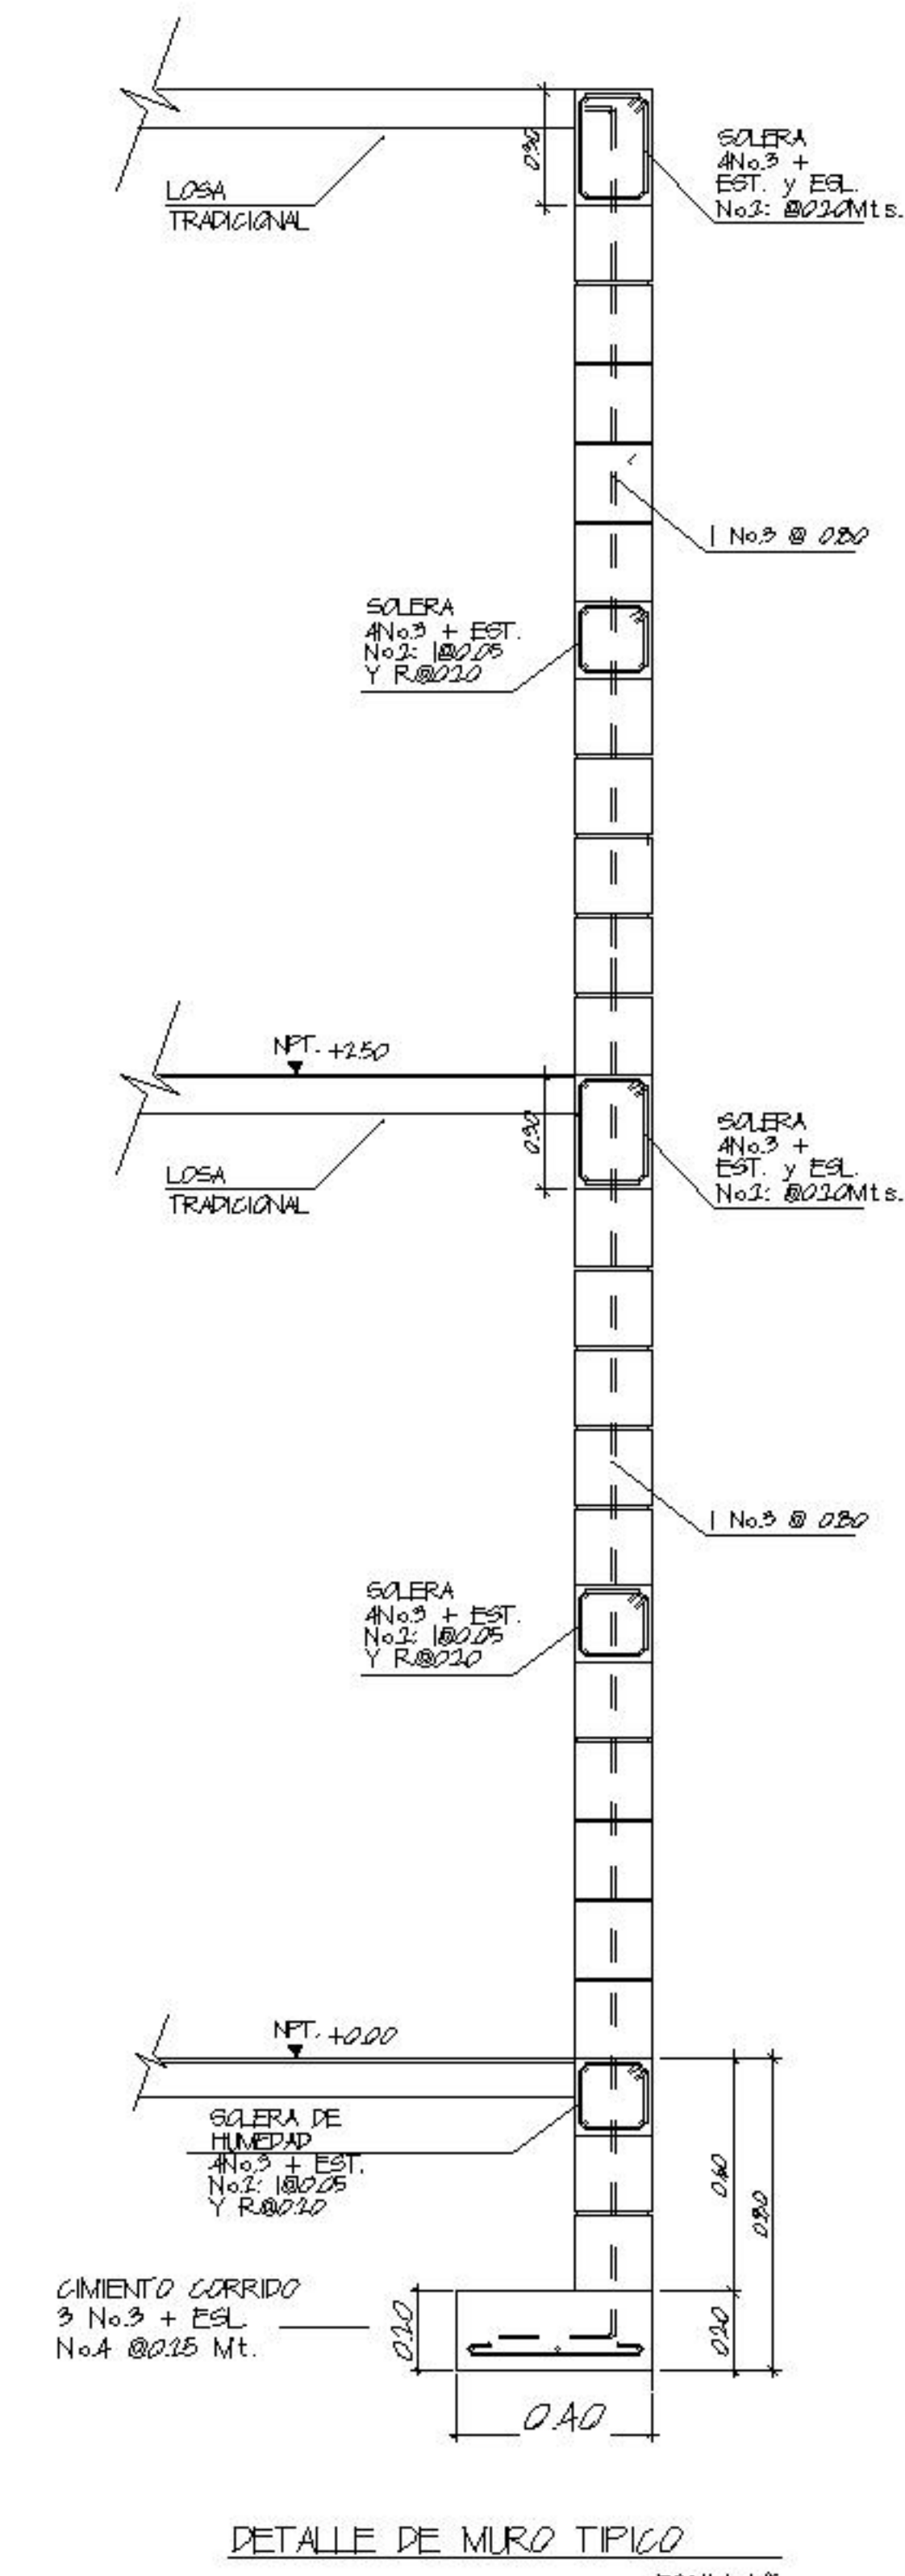 0.30
SOLERA
4No.3 +
EST. y ESL.
No.2: @0.20Mts.
LOSA
TRADICIONAL
1 No.3 @ 0.80
SOLERA
4No.3 + EST.
No.2: 1@0.05
Y R@0.20
NPT. +2.50
0.30
SOLERA
4No.3 +
EST. y ESL.
No.2: @0.20Mts.
LOSA
TRADICIONAL
1 No.3 @ 0.80
SOLERA
4No.3 + EST.
No.2: 1@0.05
Y R@0.20
NPT. +0.00
SOLERA DE
HUMEDAD
4No.3 + EST.
No.2: 1@0.05
Y R@0.20
0.60
0.80
CIMIENTO CORRIDO
3 No.3 + ESL
No.4 @0.25 Mt.
0.20
0.20
0.40
DETALLE DE MURO TIPICO